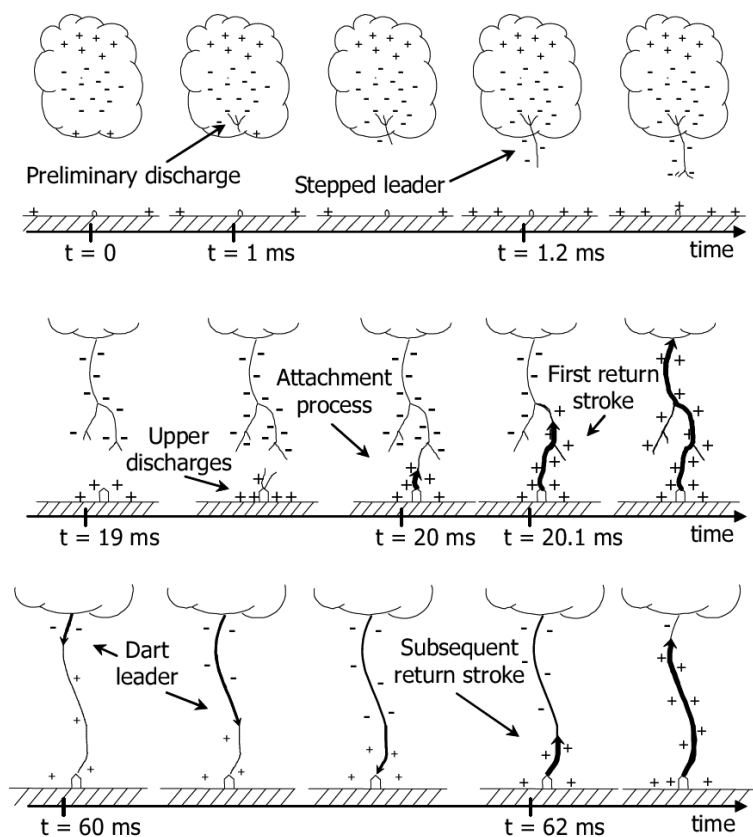 Preliminary discharge
Stepped leader
t = 0
t = 1 ms
t = 1.2 ms
time
Attachment
process
First return
stroke
Upper
discharges
t = 19 ms
t = 20 ms
t = 20.1 ms
time
Dart
leader
Subsequent
return stroke
t = 60 ms
t = 62 ms
time